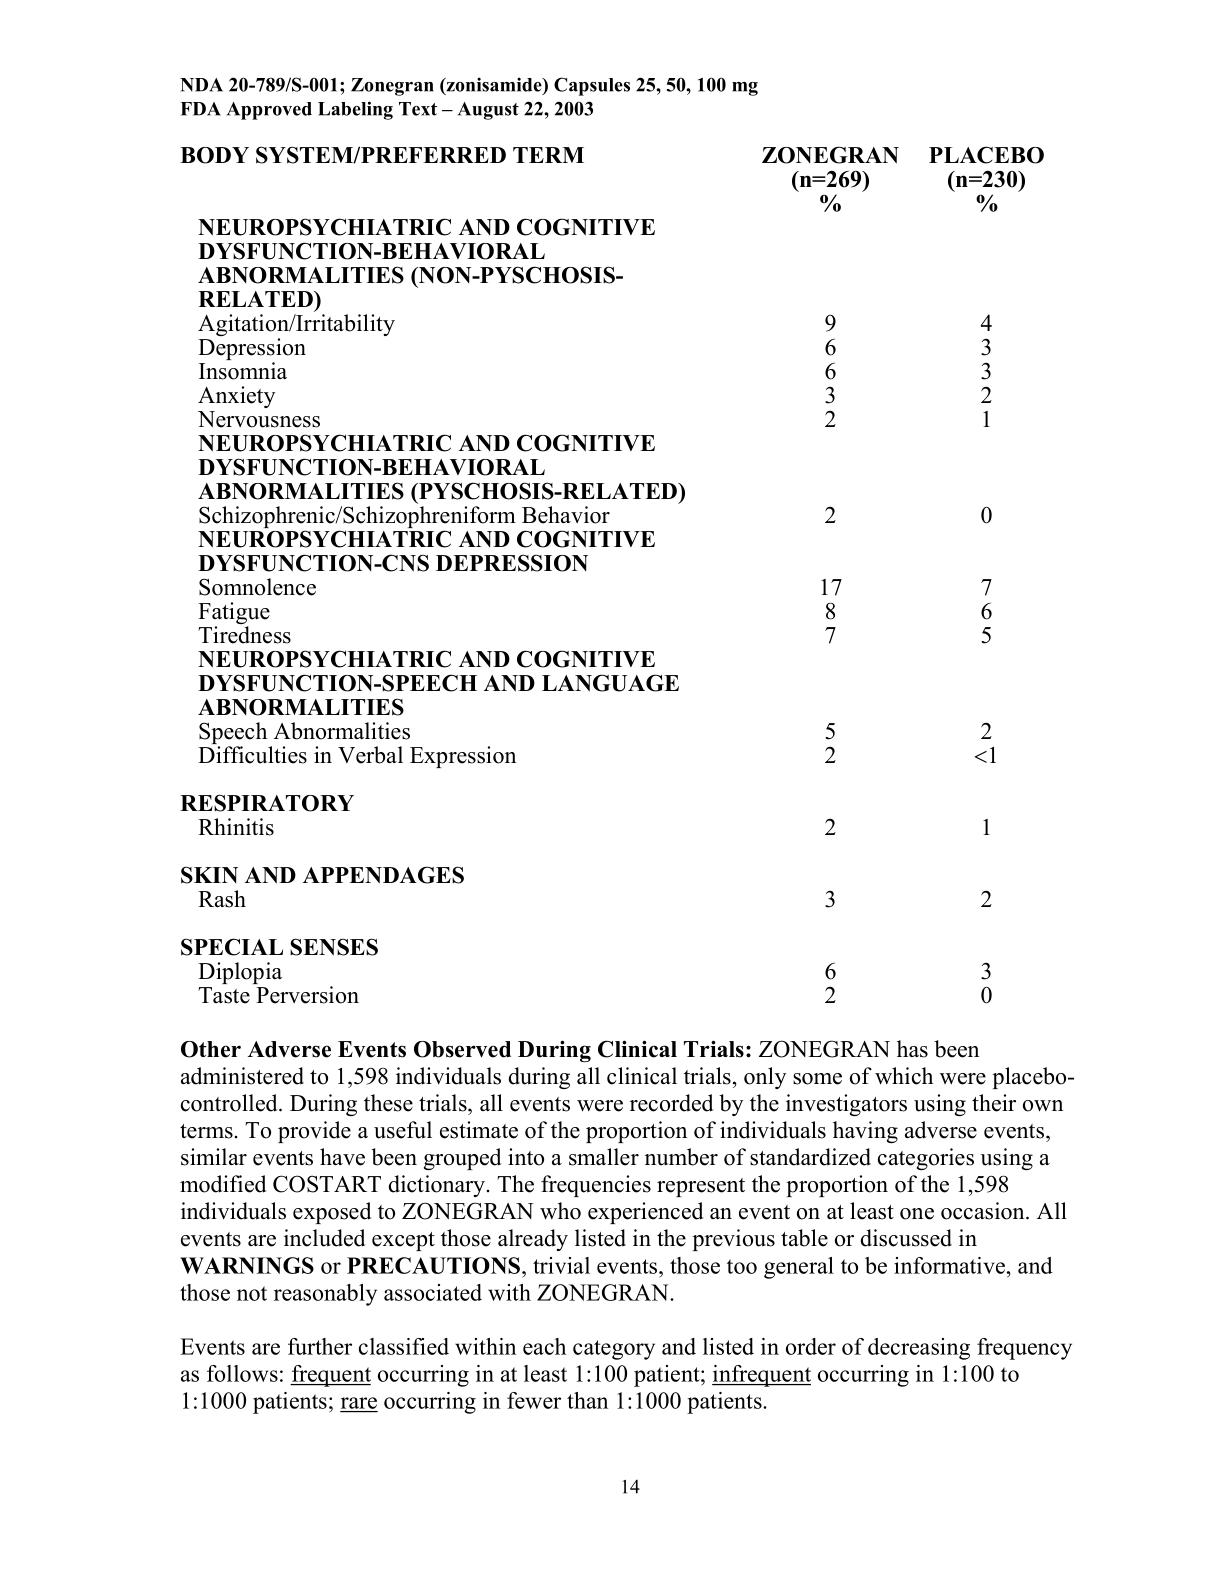 NDA 20-789/S-001; Zonegran (zonisamide) Capsules 25, 50, 100 mg
FDA Approved Labeling Text – August 22, 2003
BODY SYSTEM/PREFERRED TERM ZONEGRAN PLACEBO
(n=269) (n=230)
% %
NEUROPSYCHIATRIC AND COGNITIVE
DYSFUNCTION-BEHAVIORAL
ABNORMALITIES (NON-PYSCHOSIS-
RELATED)
Agitation/Irritability 9 4
Depression 6 3
Insomnia 6 3
Anxiety 3 2
Nervousness 2 1
NEUROPSYCHIATRIC AND COGNITIVE
DYSFUNCTION-BEHAVIORAL
ABNORMALITIES (PYSCHOSIS-RELATED)
Schizophrenic/Schizophreniform Behavior 2 0
NEUROPSYCHIATRIC AND COGNITIVE
DYSFUNCTION-CNS DEPRESSION
Somnolence 17 7
Fatigue 8 6
Tiredness 7 5
NEUROPSYCHIATRIC AND COGNITIVE
DYSFUNCTION-SPEECH AND LANGUAGE
ABNORMALITIES
Speech Abnormalities 5 2
Difficulties in Verbal Expression 2 <1
RESPIRATORY
Rhinitis 2 1
SKIN AND APPENDAGES
Rash 3 2
SPECIAL SENSES
Diplopia 6 3
Taste Perversion 2 0
Other Adverse Events Observed During Clinical Trials: ZONEGRAN has been
administered to 1,598 individuals during all clinical trials, only some of which were placebo-
controlled. During these trials, all events were recorded by the investigators using their own
terms. To provide a useful estimate of the proportion of individuals having adverse events,
similar events have been grouped into a smaller number of standardized categories using a
modified COSTART dictionary. The frequencies represent the proportion of the 1,598
individuals exposed to ZONEGRAN who experienced an event on at least one occasion. All
events are included except those already listed in the previous table or discussed in
WARNINGS or PRECAUTIONS, trivial events, those too general to be informative, and
those not reasonably associated with ZONEGRAN.
Events are further classified within each category and listed in order of decreasing frequency
as follows: frequent occurring in at least 1:100 patient; infrequent occurring in 1:100 to
1:1000 patients; rare occurring in fewer than 1:1000 patients.
14